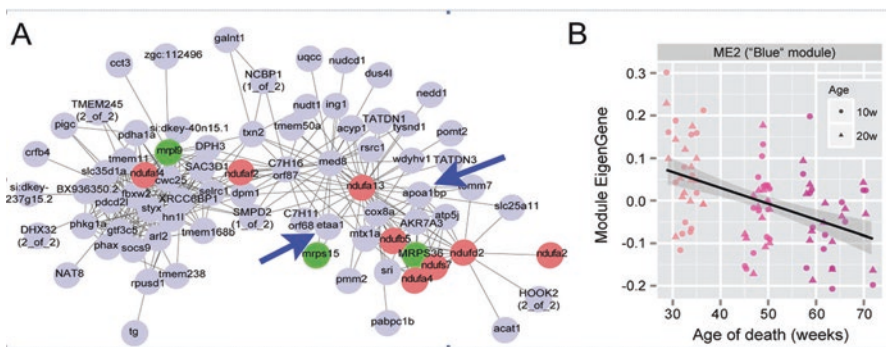 A
B
galnt1
zgc:112496
cct3
uqcc
nudcd1
dus4l
NCBP1
(1_of_2)
nedd1
TMEM245
(2_of_2)
nudt1
ing1
TATDN1
pigc
si:dkey-40n15.1
tmem50a
acyp1
tysnd1
pdha1a
DPH3
txn2
pomt2
crfb4
mrpl9
rsrc1
tmem11
C7H16
orf87
med8
wdyhv1
TATDN3
slc35d1a
SAC3D1
ndufaf4
ndufaf2
cwc25
si:dkey-
237g15.2
BX936350.2
fbxw2
selrc1
dpm1
ndufa13
apoa1bp
romm7
XRCC6BP1
pdcd2l
styx
slc25a11
hn1l
SMPD2
(1_of_2)
cox8a
phkg1a
gtf3c5
C7H11
orf68
etaa1
AKR7A3
atp5j
DHX32
(2_of_2)
arl2
tmem168b
mtx1a
phax
socs9
ndufb5
mrps15
MRPS36
ndufd2
ndufa2
NAT8
tmem238
sri
ndufs7
rpusd1
pmm2
ndufa4
HOOK2
(2_of_2)
tg
pabpc1b
acat1
ME2 ("Blue" module)
Age
10w
20w
Module EigenGene
0.3
0.2
0.1
0.0
-0.1
-0.2
30 40 50 60 70
Age of death (weeks)